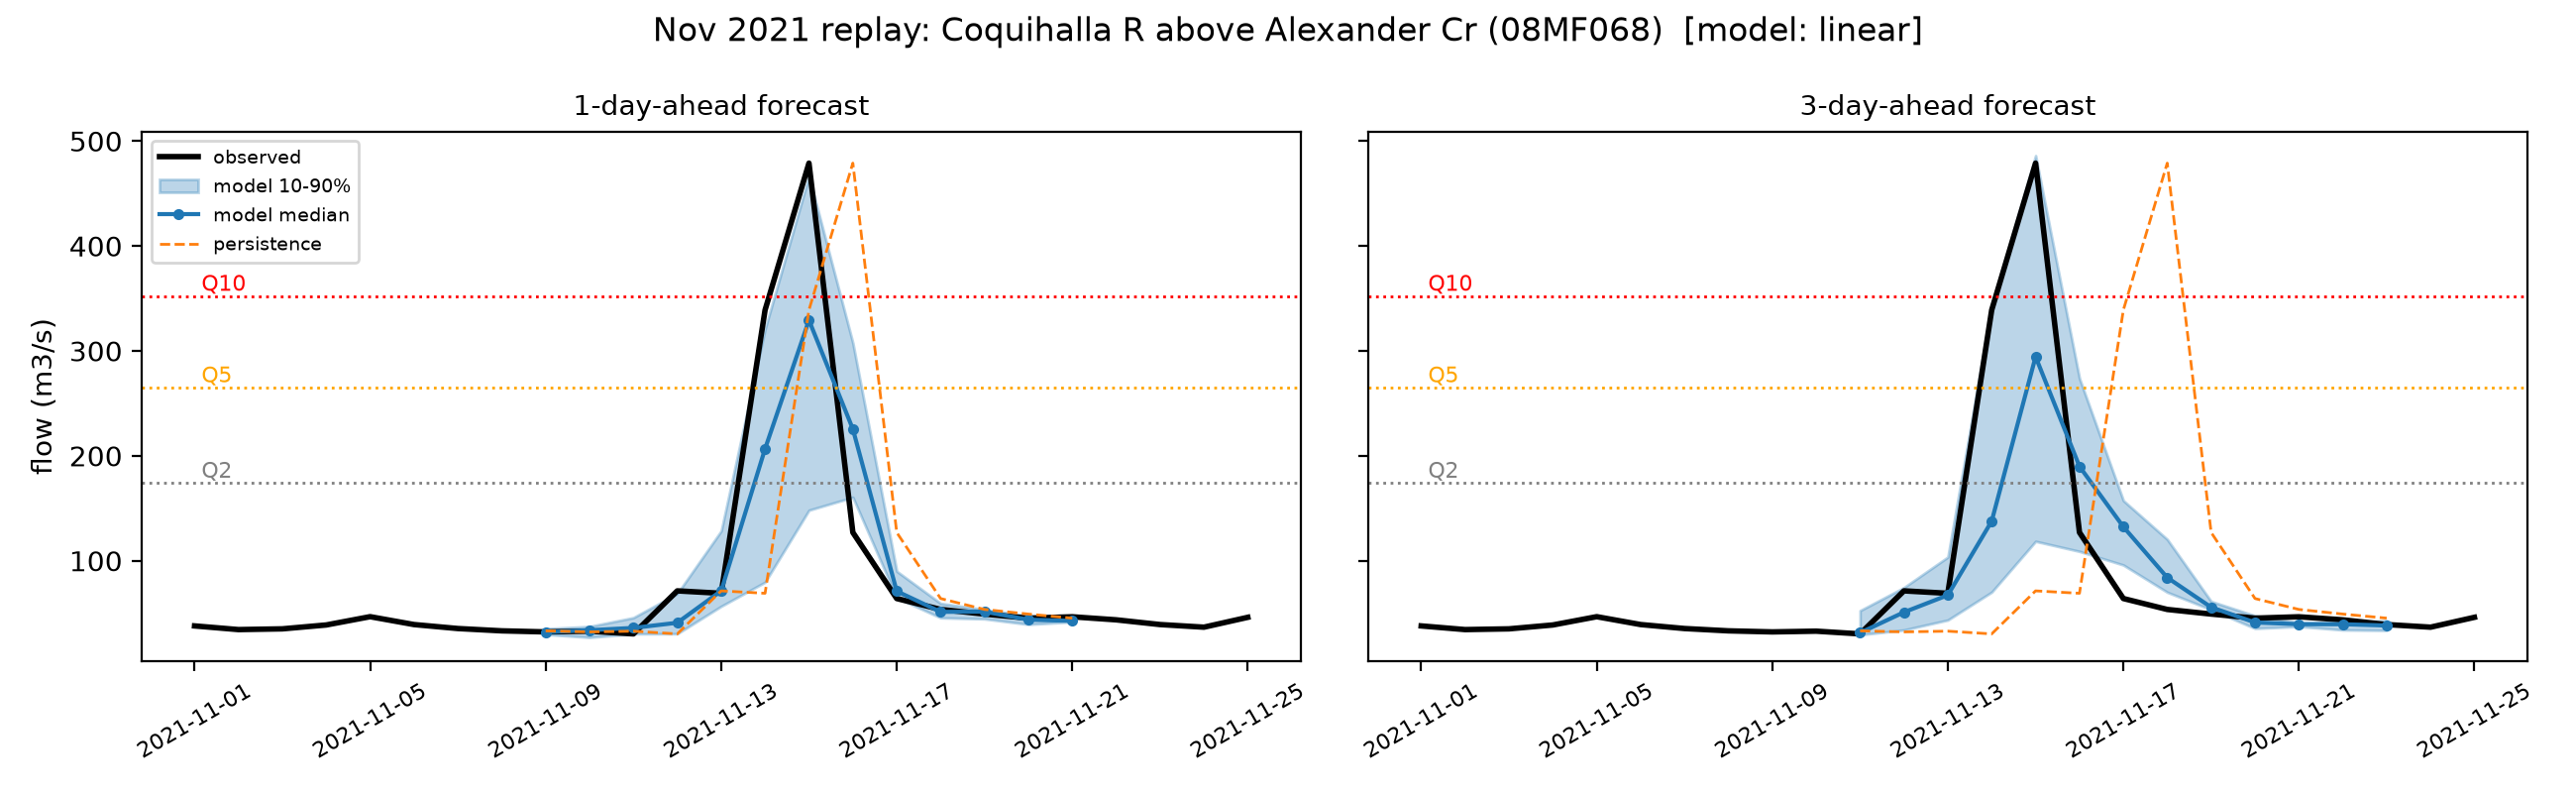 Nov 2021 replay: Coquihalla R above Alexander Cr (08MF068)  [model: linear]
1-day-ahead forecast
500
400
300
200
100
flow (m3/s)
observed
model 10-90%
model median
persistence
Q10
Q5
Q2
2021-11-01
2021-11-05
2021-11-09
2021-11-13
2021-11-17
2021-11-21
2021-11-25
3-day-ahead forecast
Q10
Q5
Q2
2021-11-01
2021-11-05
2021-11-09
2021-11-13
2021-11-17
2021-11-21
2021-11-25